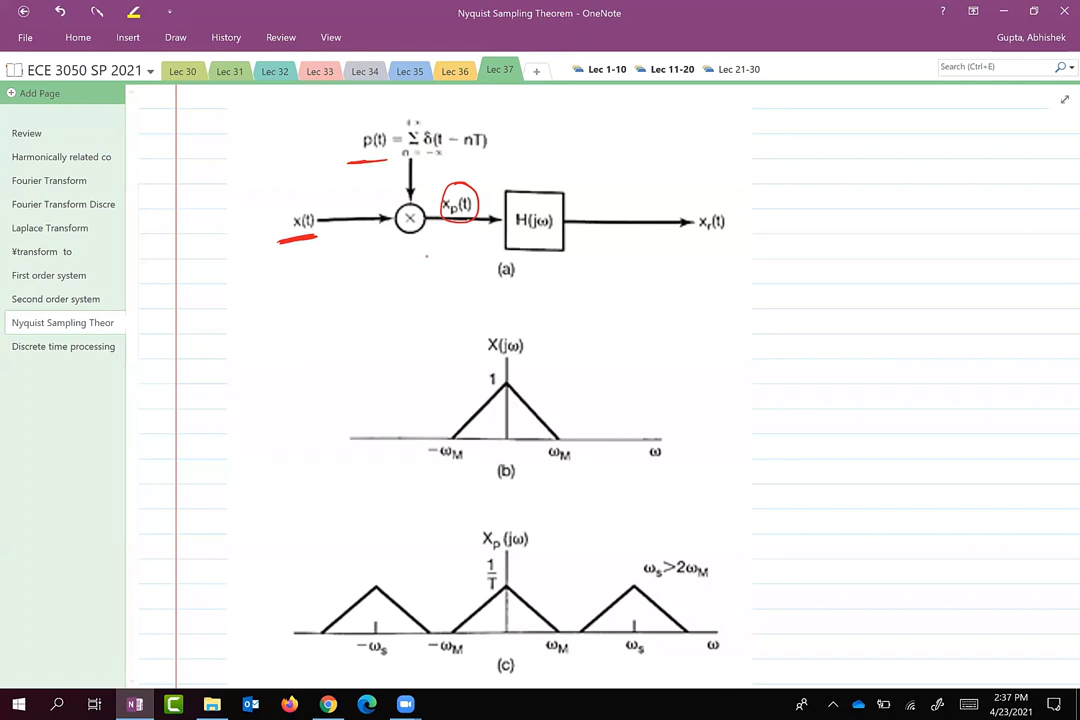 Nyquist Sampling Theorem - OneNote
?
File Home Insert Draw History Review View
Gupta, Abhishek
ECE 3050 SP 2021
Lec 30 Lec 31 Lec 32 Lec 33 Lec 34 Lec 35 Lec 36 Lec 37 + Lec 1-10 Lec 11-20 Lec 21-30
Search (Ctrl+E)
Add Page
Review
Harmonically related co
Fourier Transform
Fourier Transform Discre
Laplace Transform
¥transform to
First order system
Second order system
Nyquist Sampling Theor
Discrete time processing
p(t) = Σ δ(t − nT)
n = −∞
x(t) × xp(t) H(jω) xr(t)
(a)
X(jω)
1
−ωM ωM ω
(b)
Xp(jω)
1/T ωs>2ωM
−ωs −ωM ωM ωs ω
(c)
2:37 PM
4/23/2021